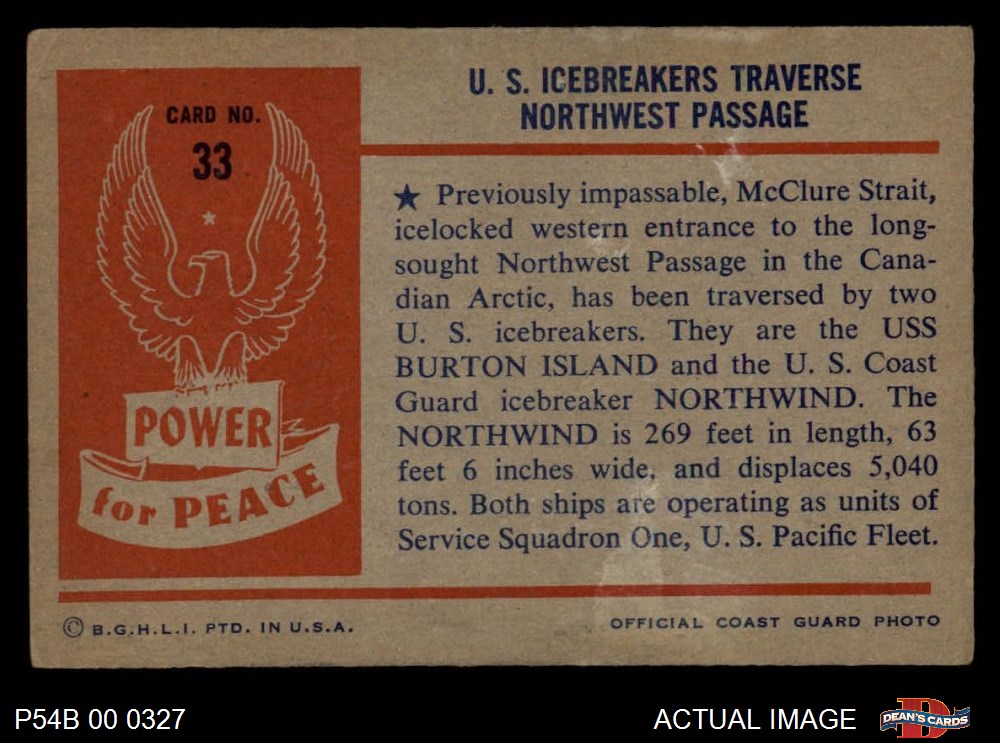 CARD NO.
33
POWER
for PEACE
U. S. ICEBREAKERS TRAVERSE
NORTHWEST PASSAGE
★ Previously impassable, McClure Strait,
icelocked western entrance to the long-
sought Northwest Passage in the Cana-
dian Arctic, has been traversed by two
U. S. icebreakers. They are the USS
BURTON ISLAND and the U. S. Coast
Guard icebreaker NORTHWIND. The
NORTHWIND is 269 feet in length, 63
feet 6 inches wide, and displaces 5,040
tons. Both ships are operating as units of
Service Squadron One, U. S. Pacific Fleet.
© B.G.H.L.I. PTD. IN U.S.A.
OFFICIAL COAST GUARD PHOTO
P54B 00 0327
ACTUAL IMAGE
D
DEAN'S CARDS